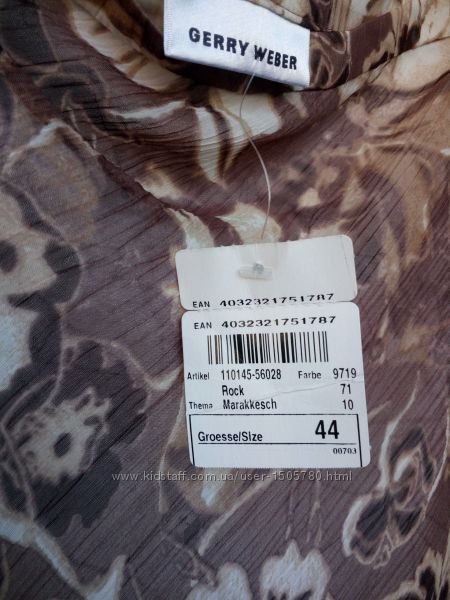 GERRY WEBER
EAN 4032321751787
EAN 4032321751787
Artikel 110145-56028 Farbe 9719
Rock 71
Thema Marakkesch 10
Groesse/Size 44
00703
www.kidstaff.com.ua/user-1505780.html